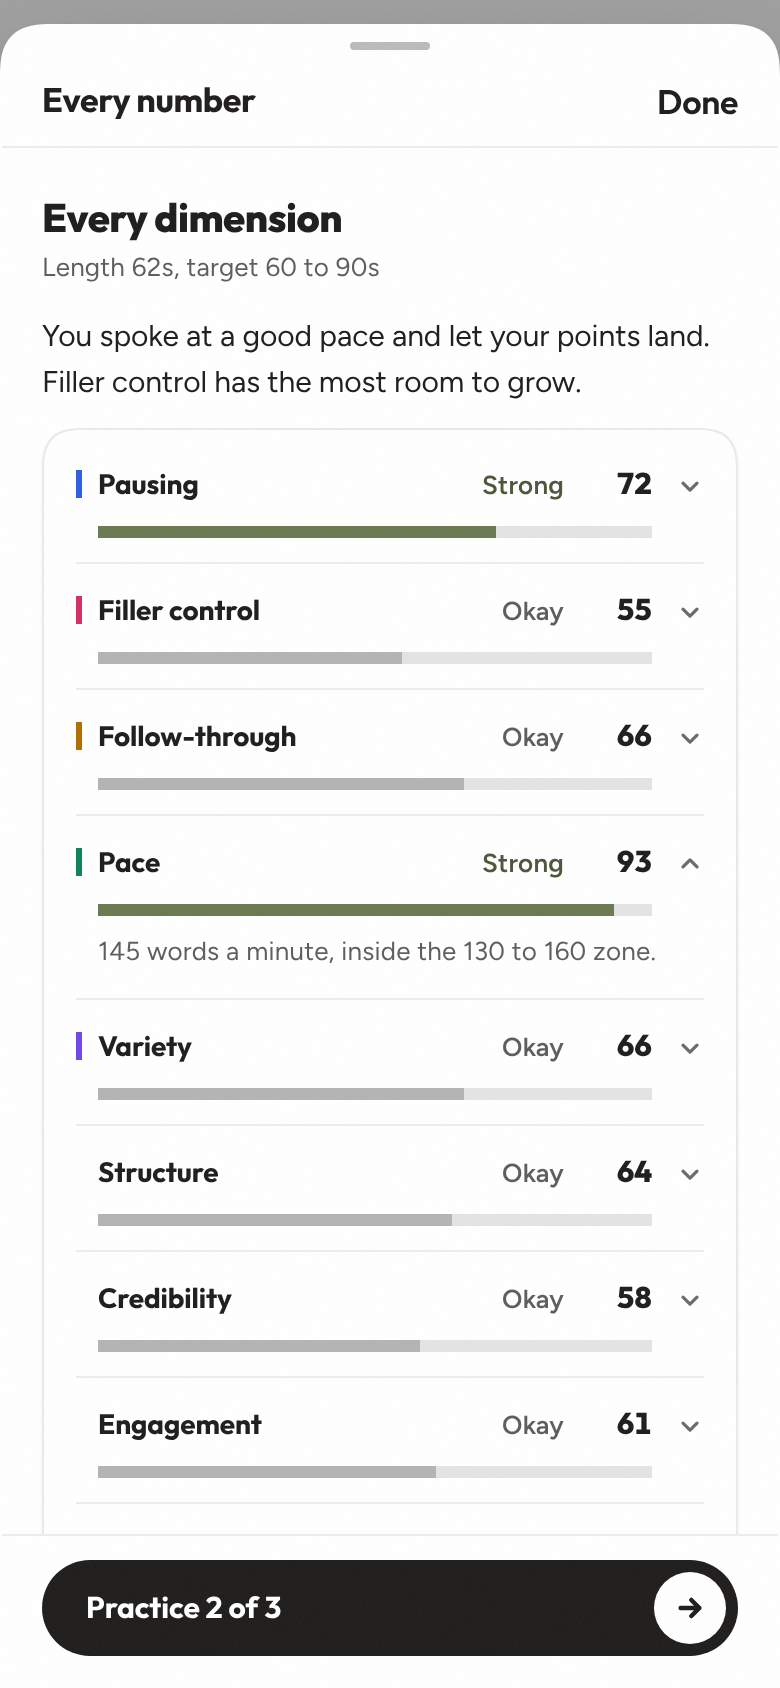 Every number
Done
Every dimension
Length 62s, target 60 to 90s
You spoke at a good pace and let your points land.
Filler control has the most room to grow.
Pausing Strong 72
Filler control Okay 55
Follow-through Okay 66
Pace Strong 93
145 words a minute, inside the 130 to 160 zone.
Variety Okay 66
Structure Okay 64
Credibility Okay 58
Engagement Okay 61
Practice 2 of 3